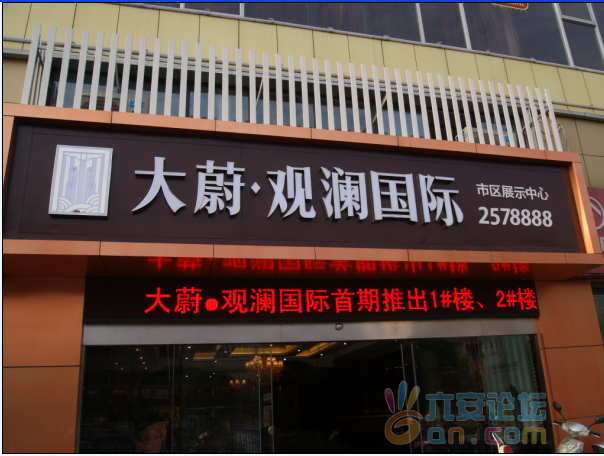 大蔚·观澜国际
市区展示中心
2578888
大蔚●观澜国际首期推出1#楼、2#楼
六安论坛
6an.com